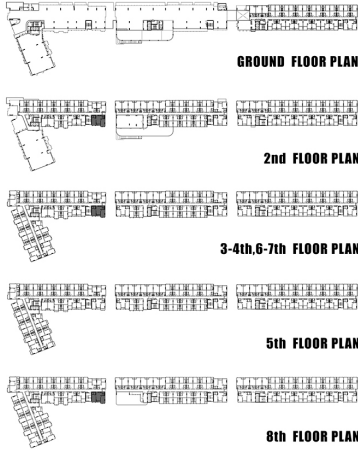 GROUND FLOOR PLAN
2nd FLOOR PLAN
3-4th,6-7th FLOOR PLAN
5th FLOOR PLAN
8th FLOOR PLAN